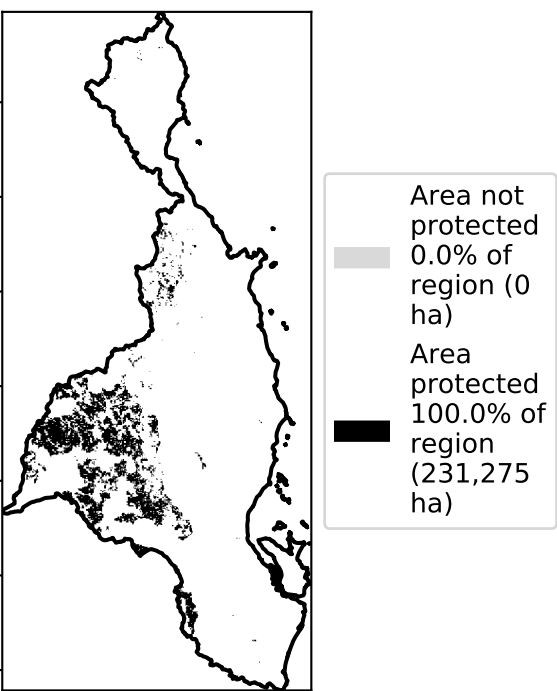 Area not
protected
0.0% of
region (0
ha)
Area
protected
100.0% of
region
(231,275
ha)